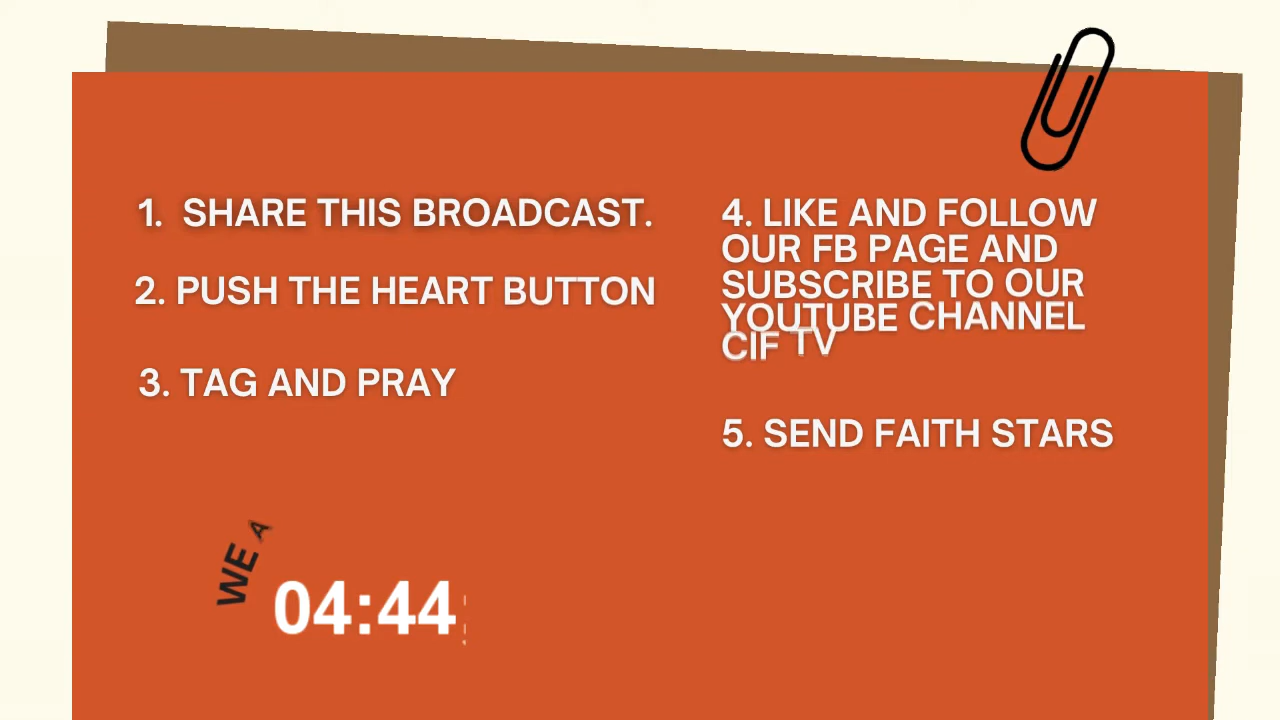 1. SHARE THIS BROADCAST.
2. PUSH THE HEART BUTTON
3. TAG AND PRAY
4. LIKE AND FOLLOW
OUR FB PAGE AND
SUBSCRIBE TO OUR
YOUTUBE CHANNEL
CIF TV
5. SEND FAITH STARS
WE A
04:44